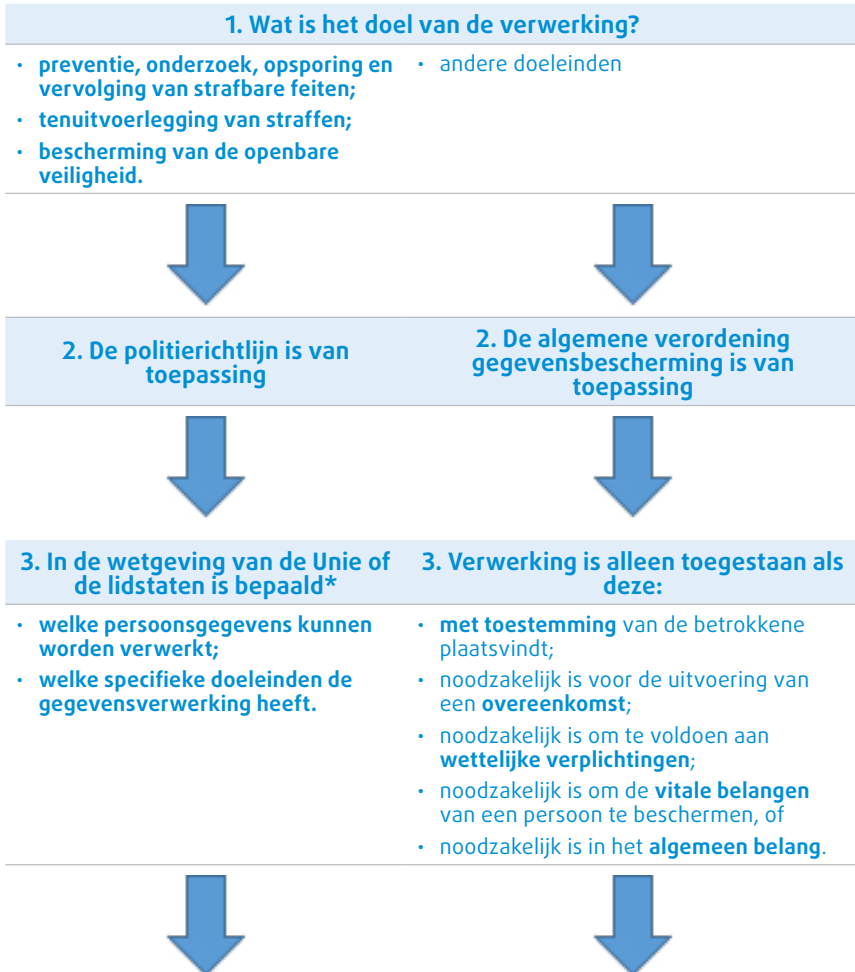 1. Wat is het doel van de verwerking?
• preventie, onderzoek, opsporing en
vervolging van strafbare feiten;
• tenuitvoerlegging van straffen;
• bescherming van de openbare
veiligheid.
• andere doeleinden
2. De politierichtlijn is van
toepassing
2. De algemene verordening
gegevensbescherming is van
toepassing
3. In de wetgeving van de Unie of
de lidstaten is bepaald*
• welke persoonsgegevens kunnen
worden verwerkt;
• welke specifieke doeleinden de
gegevensverwerking heeft.
3. Verwerking is alleen toegestaan als
deze:
• met toestemming van de betrokkene
plaatsvindt;
• noodzakelijk is voor de uitvoering van
een overeenkomst;
• noodzakelijk is om te voldoen aan
wettelijke verplichtingen;
• noodzakelijk is om de vitale belangen
van een persoon te beschermen, of
• noodzakelijk is in het algemeen belang.